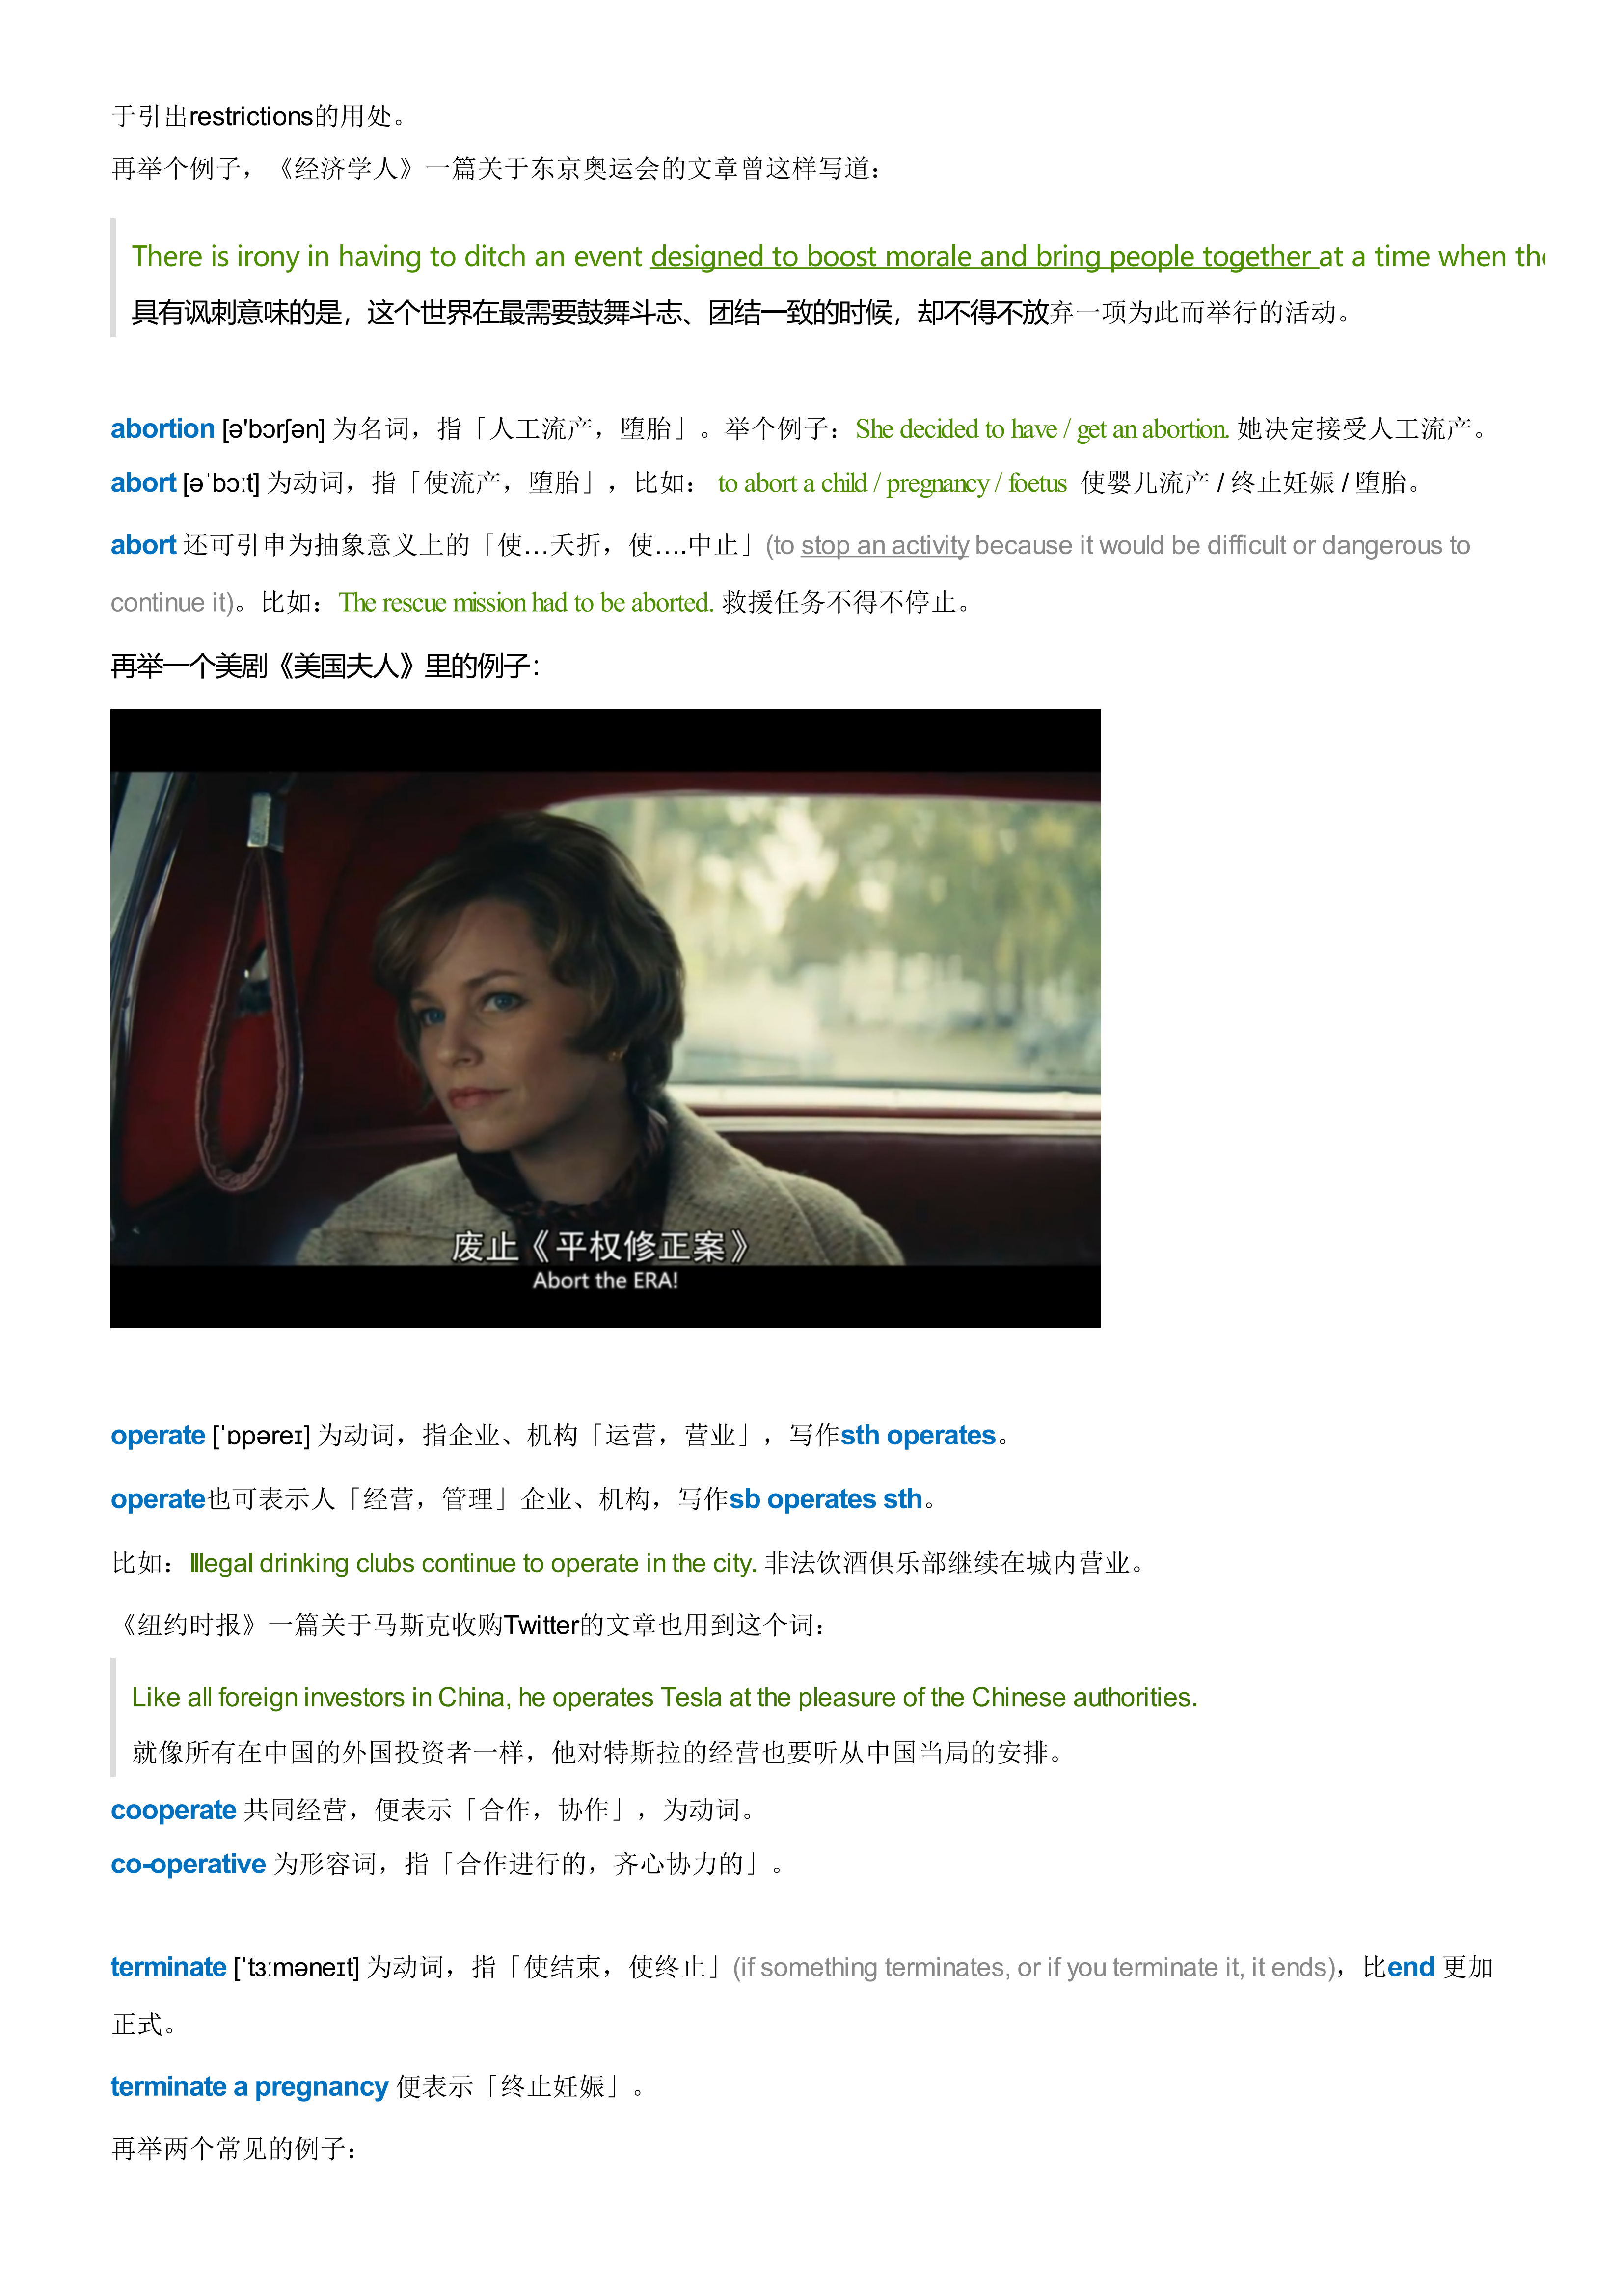 于引出restrictions的用处。
再举个例子，《经济学人》一篇关于东京奥运会的文章曾这样写道：
There is irony in having to ditch an event designed to boost morale and bring people together at a time when
具有讽刺意味的是，这个世界在最需要鼓舞斗志、团结一致的时候，却不得不放弃一项为此而举行的活动。
abortion [ə'bɔrʃən] 为名词，指「人工流产，堕胎」。举个例子：She decided to have / get an abortion. 她决定接受人工流产。
abort [əˈbɔːt] 为动词，指「使流产，堕胎」，比如： to abort a child / pregnancy / foetus 使婴儿流产 / 终止妊娠 / 堕胎。
abort 还可引申为抽象意义上的「使…夭折，使….中止」(to stop an activity because it would be difficult or dangerous to
continue it)。比如：The rescue mission had to be aborted. 救援任务不得不停止。
再举一个美剧《美国夫人》里的例子：
废止《平权修正案》
Abort the ERA!
operate [ˈɒpəreɪ] 为动词，指企业、机构「运营，营业」，写作sth operates。
operate也可表示人「经营，管理」企业、机构，写作sb operates sth。
比如：Illegal drinking clubs continue to operate in the city. 非法饮酒俱乐部继续在城内营业。
《纽约时报》一篇关于马斯克收购Twitter的文章也用到这个词：
Like all foreign investors in China, he operates Tesla at the pleasure of the Chinese authorities.
就像所有在中国的外国投资者一样，他对特斯拉的经营也要听从中国当局的安排。
cooperate 共同经营，便表示「合作，协作」，为动词。
co-operative 为形容词，指「合作进行的，齐心协力的」。
terminate [ˈtɜːməneɪt] 为动词，指「使结束，使终止」(if something terminates, or if you terminate it, it ends)，比end 更加
正式。
terminate a pregnancy 便表示「终止妊娠」。
再举两个常见的例子：